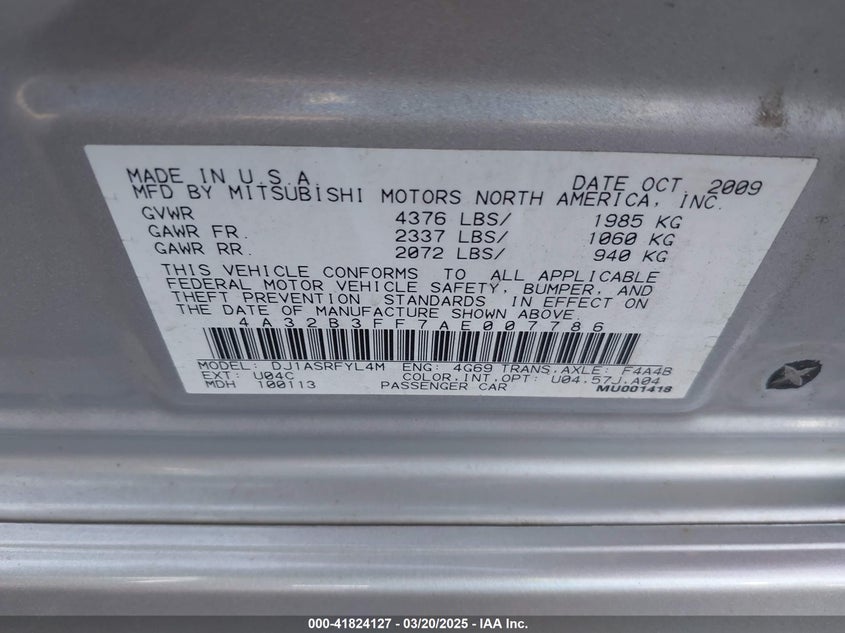 MADE IN U.S.A. DATE OCT 2009
MFD BY MITSUBISHI MOTORS NORTH AMERICA, INC.
GVWR 4376 LBS/ 1985 KG
GAWR FR. 2337 LBS/ 1060 KG
GAWR RR. 2072 LBS/ 940 KG
THIS VEHICLE CONFORMS TO ALL APPLICABLE
FEDERAL MOTOR VEHICLE SAFETY, BUMPER, AND
THEFT PREVENTION STANDARDS IN EFFECT ON
THE DATE OF MANUFACTURE SHOWN ABOVE.
4A32B3FF7AE007786
MODEL: DJ1ASRFYL4M ENG: 4G69 TRANS.AXLE: F4A4B
EXT: U04C COLOR.INT.OPT: U04.57J.A04
MDH 100113 PASSENGER CAR MU001418
000-41824127 - 03/20/2025 - IAA Inc.